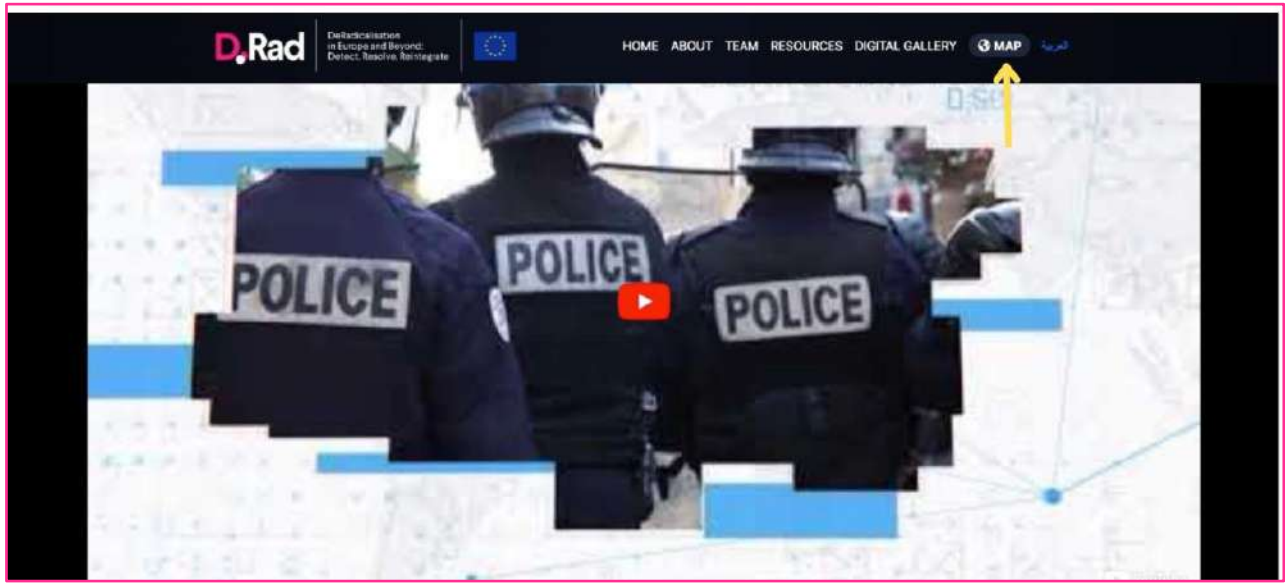 D.Rad
DeRadicalisation
in Europe and Beyond:
Detect, Resolve, Reintegrate
HOME ABOUT TEAM RESOURCES DIGITAL GALLERY MAP العربية
POLICE
POLICE
POLICE